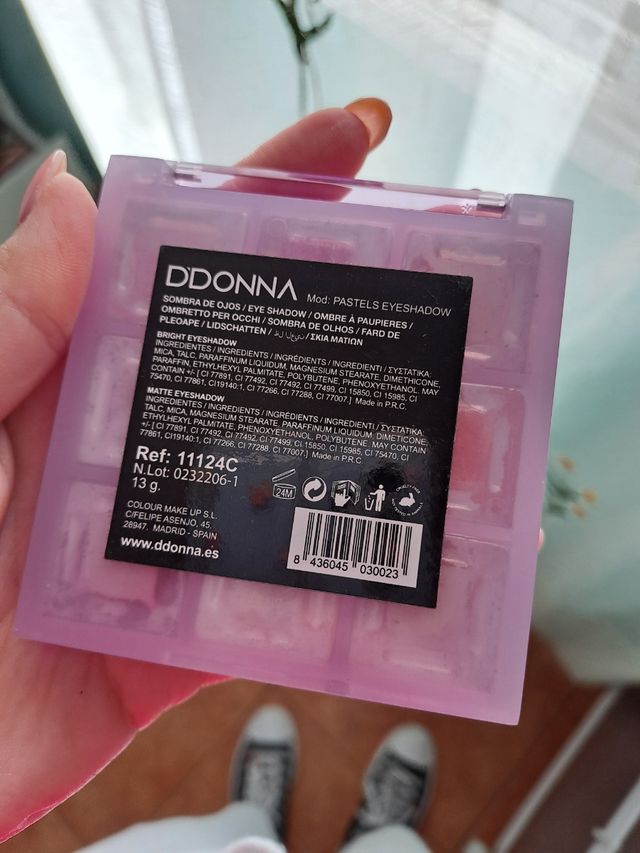 D'DONNA Mod: PASTELS EYESHADOW
SOMBRA DE OJOS / EYE SHADOW / OMBRE À PAUPIERES /
OMBRETTO PER OCCHI / SOMBRA DE OLHOS / FARD DE
PLEOAPE / LIDSCHATTEN / ΣΚΙΑ ΜΑΤΙΩΝ
BRIGHT EYESHADOW
INGREDIENTES / INGREDIENTS / INGRÉDIENTS / INGREDIENTI / ΣΥΣΤΑΤΙΚΑ:
MICA, TALC, PARAFFINUM LIQUIDUM, MAGNESIUM STEARATE, DIMETHICONE,
PARAFFIN, ETHYLHEXYL PALMITATE, POLYBUTENE, PHENOXYETHANOL. MAY
CONTAIN +/- [ CI 77891, CI 77492, CI 77492, CI 77499, CI 15850, CI 15985, CI
75470, CI 77861, CI19140:1, CI 77266, CI 77288, CI 77007.] Made in P.R.C.
MATTE EYESHADOW
INGREDIENTES / INGREDIENTS / INGRÉDIENTS / INGREDIENTI / ΣΥΣΤΑΤΙΚΑ:
TALC, MICA, MAGNESIUM STEARATE, PARAFFINUM LIQUIDUM, DIMETICONE,
ETHYLHEXYL PALMITATE, PHENOXYETHANOL, POLYBUTENE. MAY CONTAIN
+/- [ CI 77891, CI 77492, CI 77492, CI 77499, CI 15850, CI 15985, CI 75470, CI
77861, CI19140:1, CI 77266, CI 77288, CI 77007.] Made in P.R.C
Ref: 11124C
N.Lot: 0232206-1
13 g.
24M
COLOUR MAKE UP S.L.
C/FELIPE ASENJO, 45.
28947. MADRID - SPAIN
www.ddonna.es
8 436045 030023